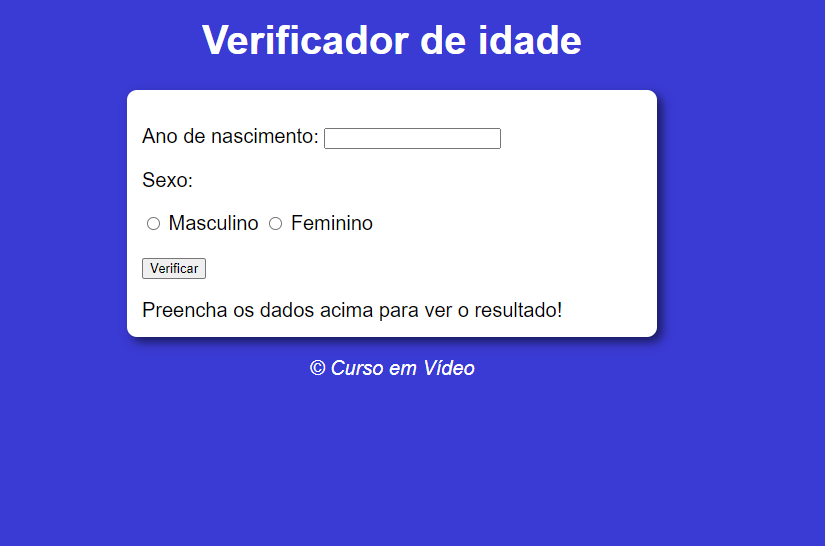 Verificador de idade
Ano de nascimento:
Sexo:
Masculino Feminino
Verificar
Preencha os dados acima para ver o resultado!
© Curso em Vídeo